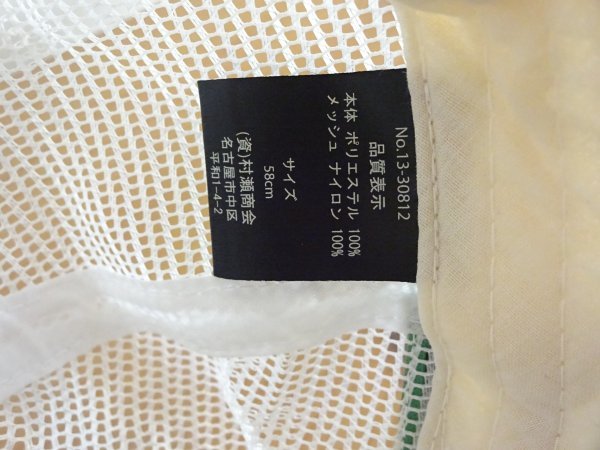 No.13-30812
品質表示
本体 ポリエステル 100%
メッシュ ナイロン 100%
サイズ
58cm
(資)村瀬商会
名古屋市中区
平和1-4-2